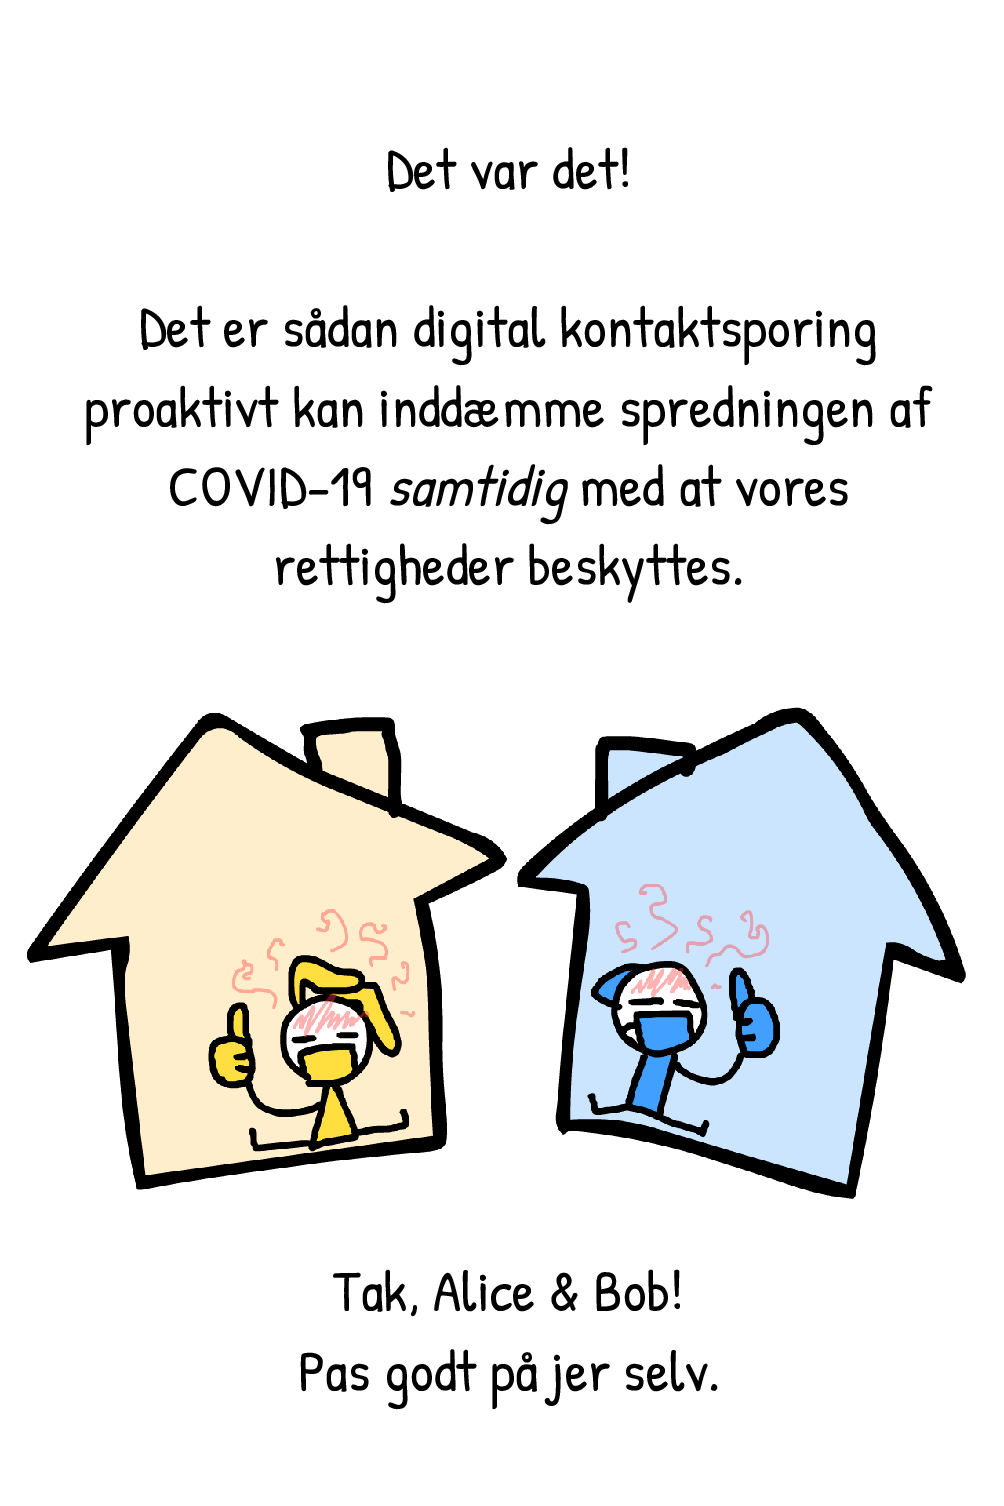 Det var det!
Det er sådan digital kontaktsporing
proaktivt kan inddæmme spredningen af
COVID-19 samtidig med at vores
rettigheder beskyttes.
Tak, Alice & Bob!
Pas godt på jer selv.